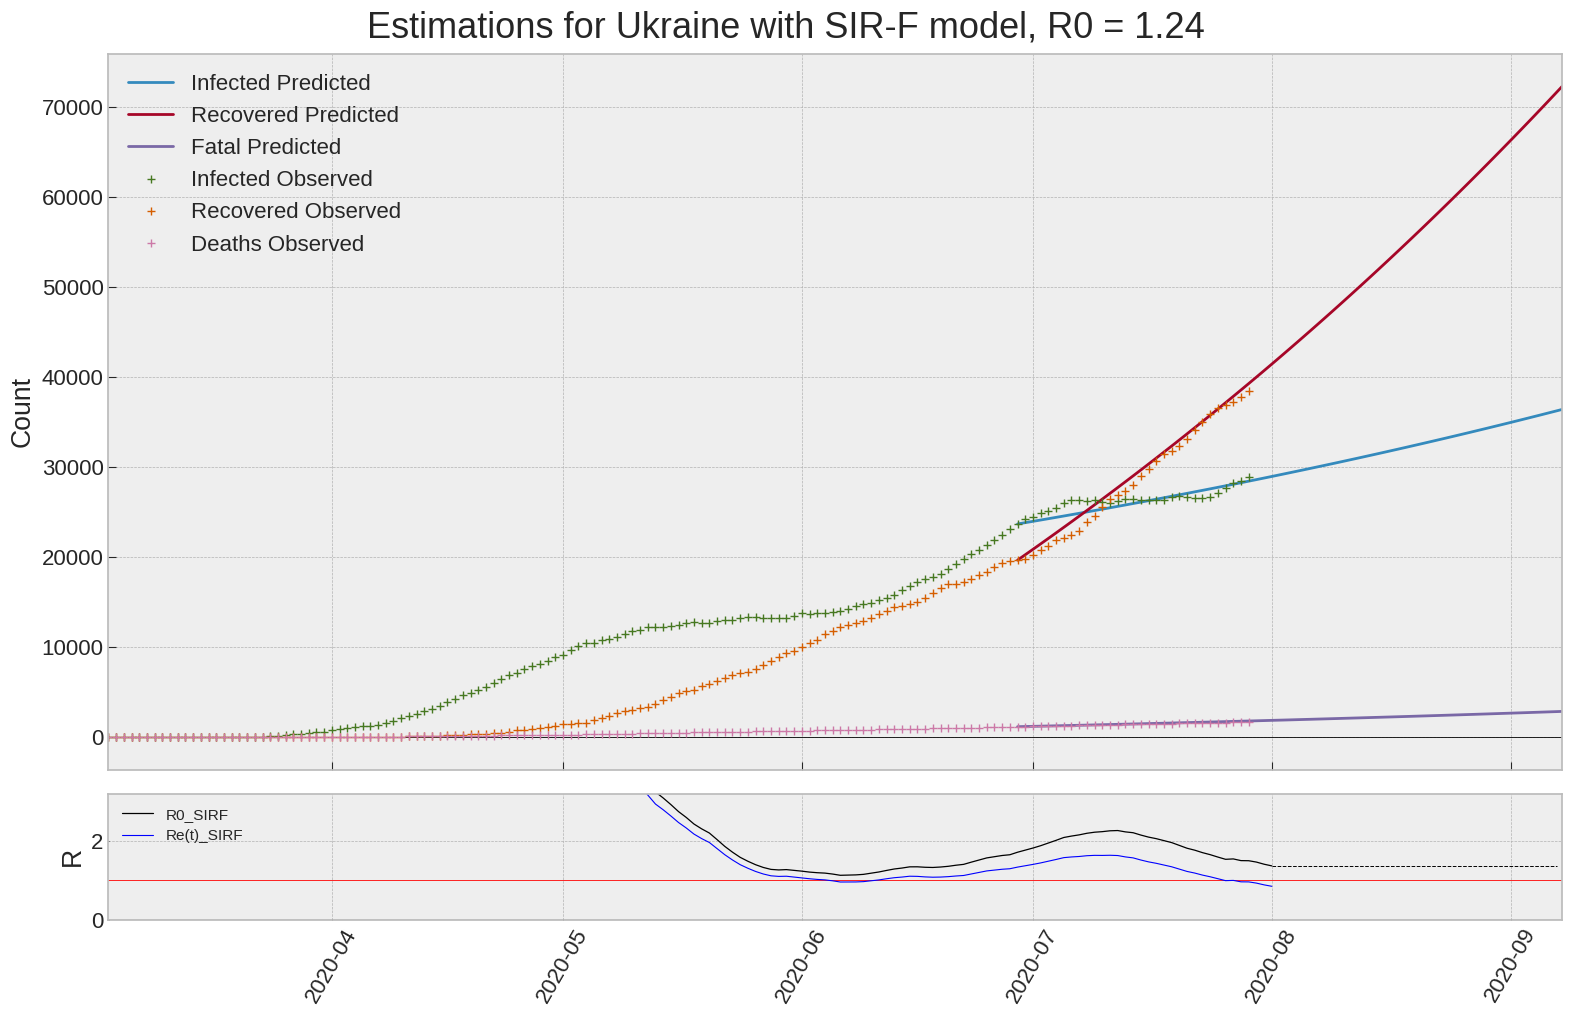 Estimations for Ukraine with SIR-F model, R0 = 1.24
Infected Predicted
Recovered Predicted
Fatal Predicted
Infected Observed
Recovered Observed
Deaths Observed
70000
60000
50000
40000
30000
20000
10000
0
Count
R0_SIRF
Re(t)_SIRF
2
0
R
2020-04
2020-05
2020-06
2020-07
2020-08
2020-09